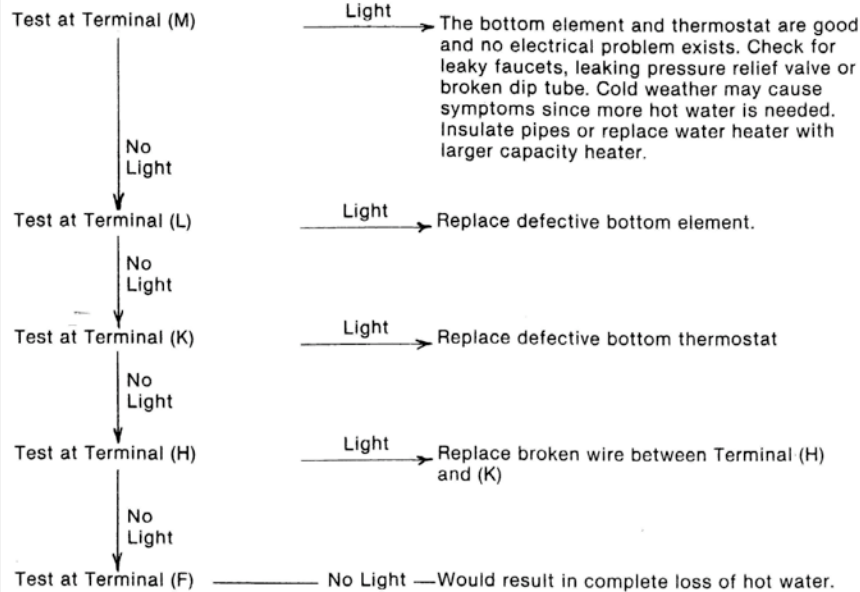 Test at Terminal (M)
Light
The bottom element and thermostat are good
and no electrical problem exists. Check for
leaky faucets, leaking pressure relief valve or
broken dip tube. Cold weather may cause
symptoms since more hot water is needed.
Insulate pipes or replace water heater with
larger capacity heater.
No
Light
Test at Terminal (L)
Light
Replace defective bottom element.
No
Light
Test at Terminal (K)
Light
Replace defective bottom thermostat
No
Light
Test at Terminal (H)
Light
Replace broken wire between Terminal (H)
and (K)
No
Light
Test at Terminal (F)
No Light
Would result in complete loss of hot water.